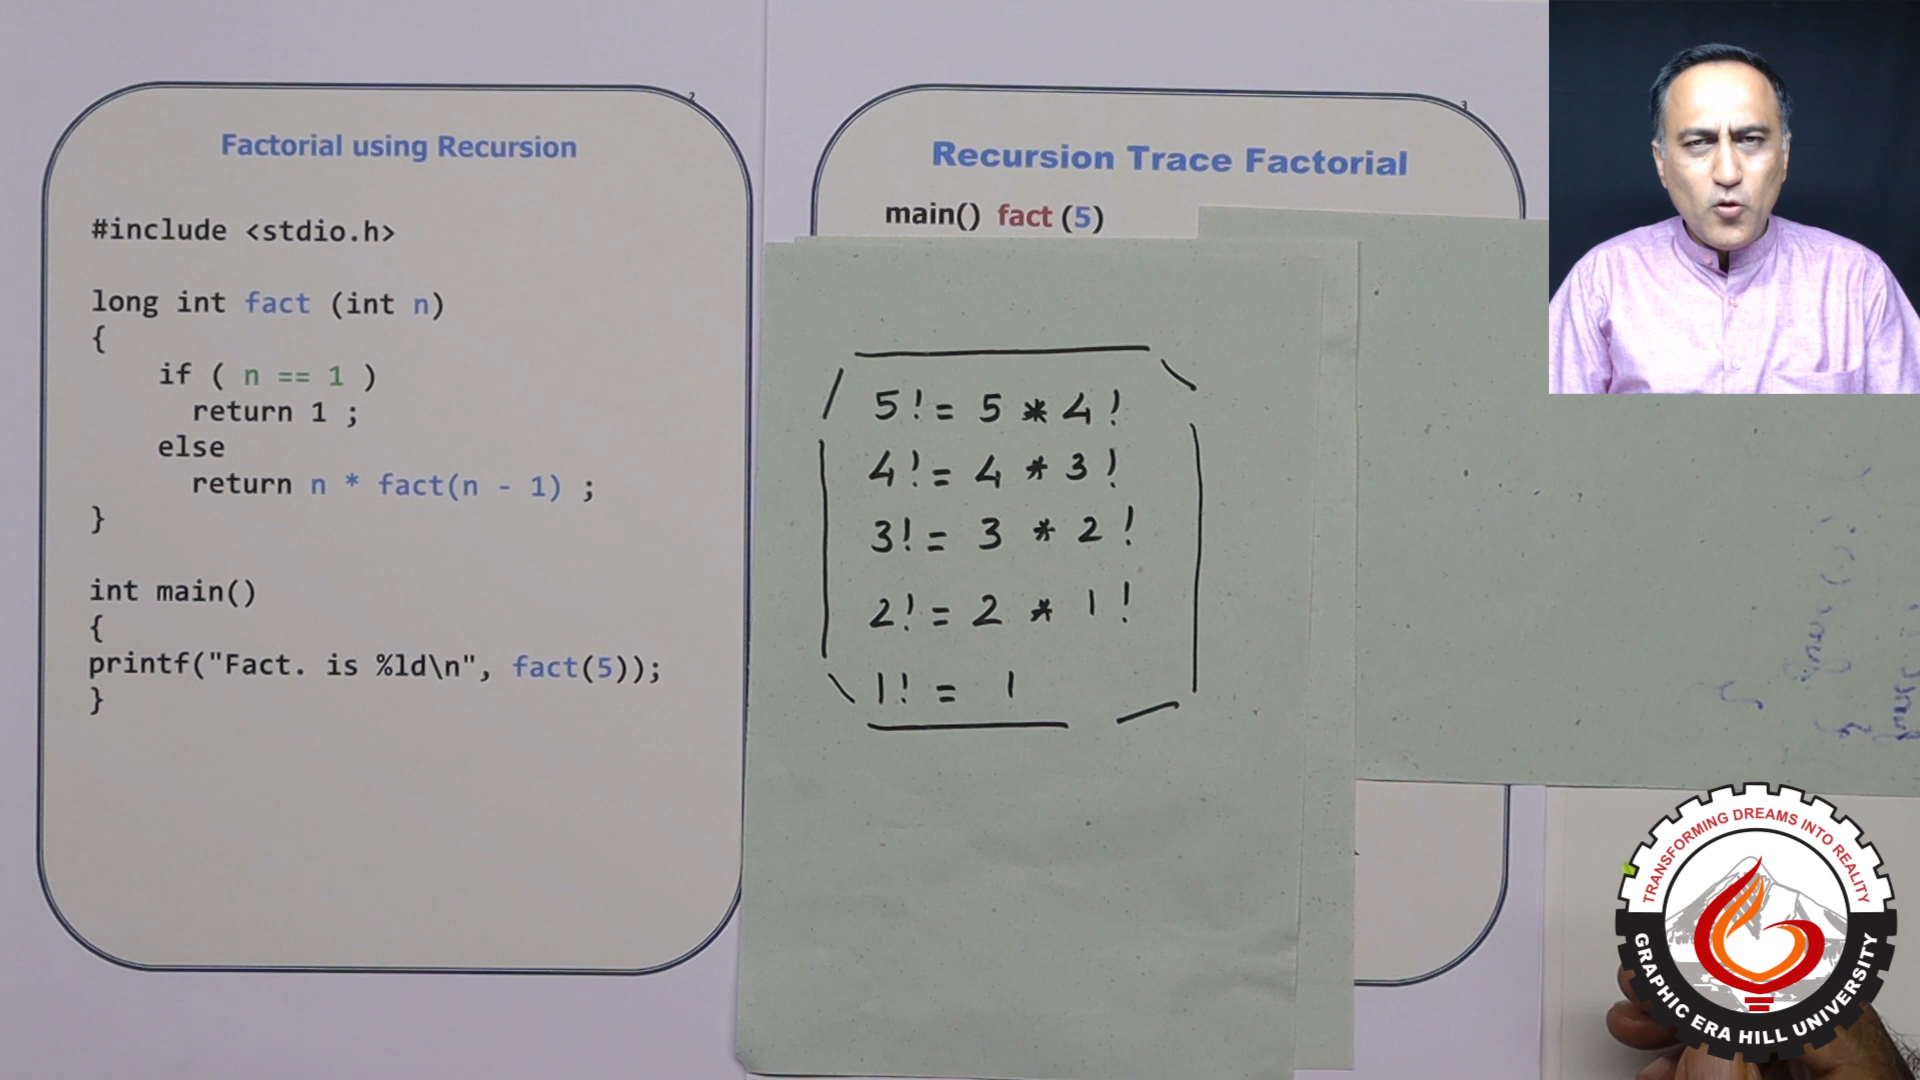 2
Factorial using Recursion
#include <stdio.h>
long int fact (int n)
{
if ( n == 1 )
return 1 ;
else
return n * fact(n - 1) ;
}
int main()
{
printf("Fact. is %ld\n", fact(5));
}
3
Recursion Trace Factorial
main() fact (5)
5! = 5 * 4!
4! = 4 * 3!
3! = 3 * 2!
2! = 2 * 1!
1! = 1
TRANSFORMING DREAMS INTO REALITY
GRAPHIC ERA HILL UNIVERSITY